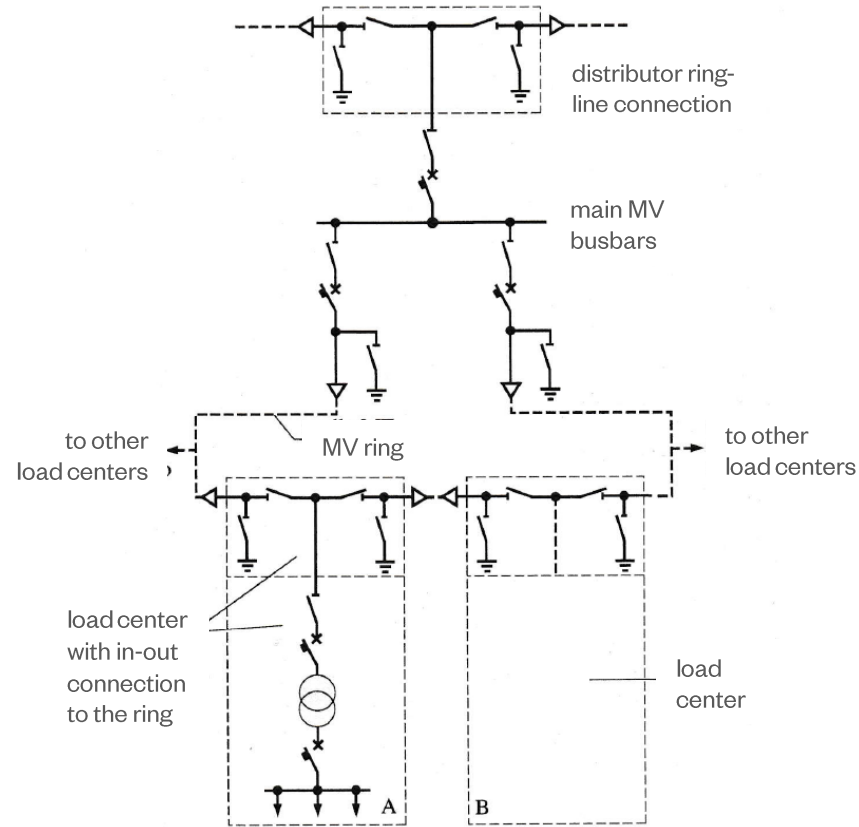 distributor ring-
line connection
main MV
busbars
to other
load centers
MV ring
to other
load centers
load center
with in-out
connection
to the ring
load
center
A
B